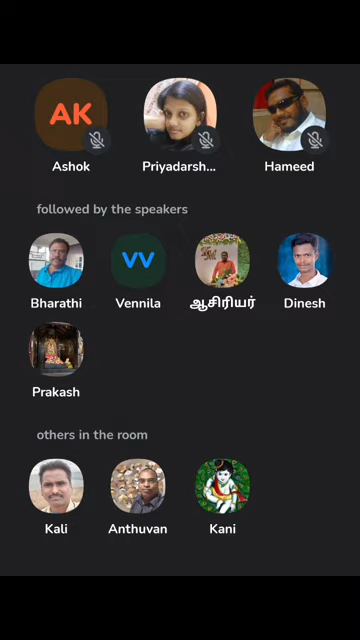 AK
Ashok
Priyadarsh...
Hameed
followed by the speakers
VV
Bharathi
Vennila
ஆசிரியர்
Dinesh
Prakash
others in the room
Kali
Anthuvan
Kani